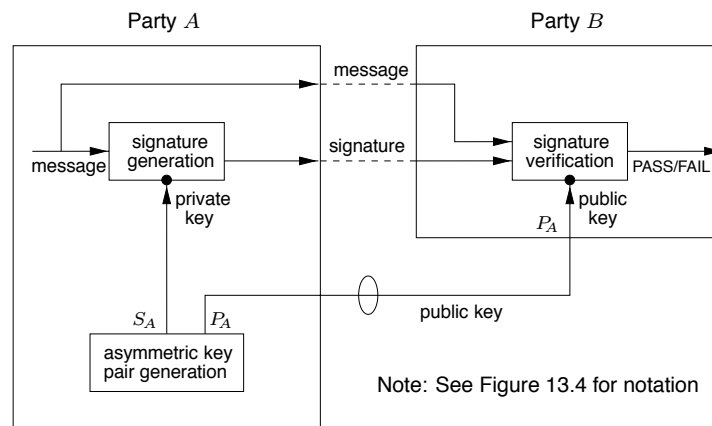 Party A
Party B
message
signature
generation
message
signature
signature
verification
PASS/FAIL
private
key
public
key
P_A
S_A
P_A
public key
asymmetric key
pair generation
Note: See Figure 13.4 for notation